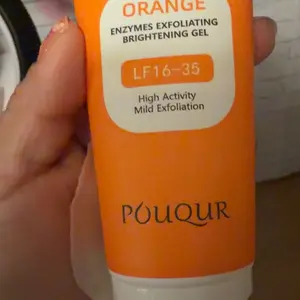 ORANGE
ENZYMES EXFOLIATING
BRIGHTENING GEL
LF16-35
High Activity
Mild Exfoliation
POUQUR